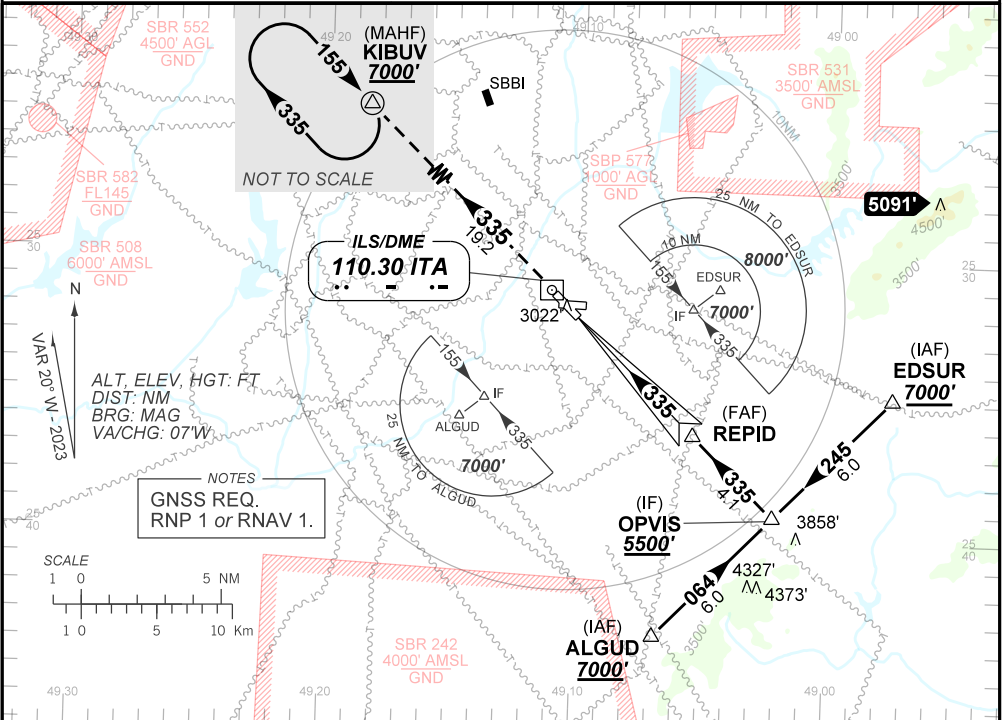 49.20
49.10
49.00
SBR 552
4500' AGL
GND
(MAHF)
KIBUV
7000'
155
335
NOT TO SCALE
SBBI
SBR 531
3500' AMSL
GND
10NM
3500'
SBP 577
1000' AGL
GND
SBR 582
FL145
GND
5091'
4500'
3500'
25
30
SBR 508
6000' AMSL
GND
335
19.2
ILS/DME
110.30 ITA
3022'
25 NM TO EDSUR
8000'
10 NM
155
EDSUR
IF
7000'
335
25
30
N
VAR 20° W - 2023
ALT, ELEV, HGT: FT
DIST: NM
BRG: MAG
VA/CHG: 07'W
155
IF
ALGUD
335
7000'
25 NM TO ALGUD
(IAF)
EDSUR
7000'
335
(FAF)
REPID
245
6.0
335
4.1
NOTES
GNSS REQ.
RNP 1 or RNAV 1.
(IF)
OPVIS
5500'
3858'
25
40
25
40
SCALE
1 0 5 NM
1 0 5 10 Km
4327'
4373'
064
6.0
3500'
(IAF)
ALGUD
7000'
SBR 242
4000' AMSL
GND
49.30
49.20
49.10
49.00